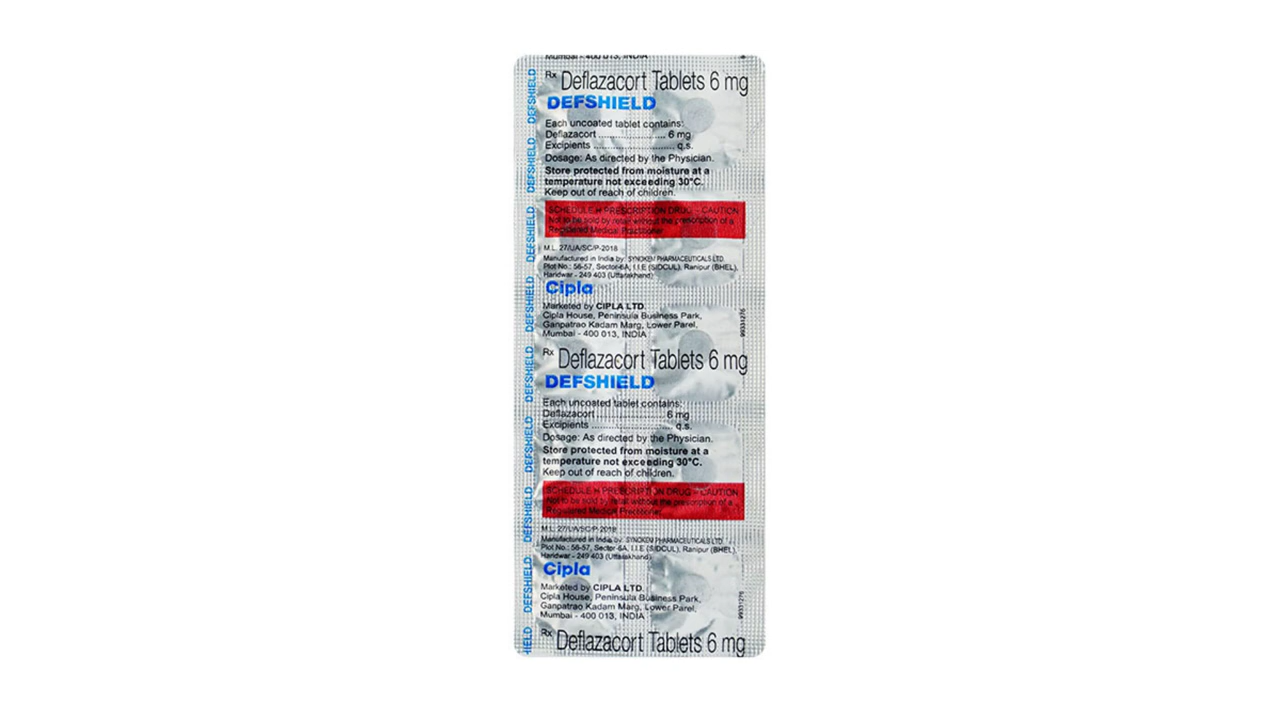 Mumbai - 400 013, INDIA
Rx Deflazacort Tablets 6 mg
DEFSHIELD
Each uncoated tablet contains:
Deflazacort ........................ 6 mg
Excipients ............................. q.s.
Dosage: As directed by the Physician.
Store protected from moisture at a
temperature not exceeding 30°C.
Keep out of reach of children.
SCHEDULE H PRESCRIPTION DRUG - CAUTION
Not to be sold by retail without the prescription of a
Registered Medical Practitioner
M.L. 27/UA/SC/P-2018
Manufactured in India by: SYNOKEM PHARMACEUTICALS LTD.
Plot No.: 56-57, Sector-6A, I.I.E (SIDCUL), Ranipur (BHEL),
Haridwar - 249 403 (Uttarakhand)
Cipla
Marketed by CIPLA LTD.
Cipla House, Peninsula Business Park,
Ganpatrao Kadam Marg, Lower Parel,
Mumbai - 400 013, INDIA
Rx Deflazacort Tablets 6 mg
DEFSHIELD
Each uncoated tablet contains:
Deflazacort ........................ 6 mg
Excipients ............................. q.s.
Dosage: As directed by the Physician.
Store protected from moisture at a
temperature not exceeding 30°C.
Keep out of reach of children.
SCHEDULE H PRESCRIPTION DRUG - CAUTION
Not to be sold by retail without the prescription of a
Registered Medical Practitioner
M.L. 27/UA/SC/P-2018
Manufactured in India by: SYNOKEM PHARMACEUTICALS LTD.
Plot No.: 56-57, Sector-6A, I.I.E (SIDCUL), Ranipur (BHEL),
Haridwar - 249 403 (Uttarakhand)
Cipla
Marketed by CIPLA LTD.
Cipla House, Peninsula Business Park,
Ganpatrao Kadam Marg, Lower Parel,
Mumbai - 400 013, INDIA
Rx Deflazacort Tablets 6 mg
DEFSHIELD DEFSHIELD DEFSHIELD DEFSHIELD DEFSHIELD DEFSHIELD DEFSHIELD DEFSHIELD HIELD